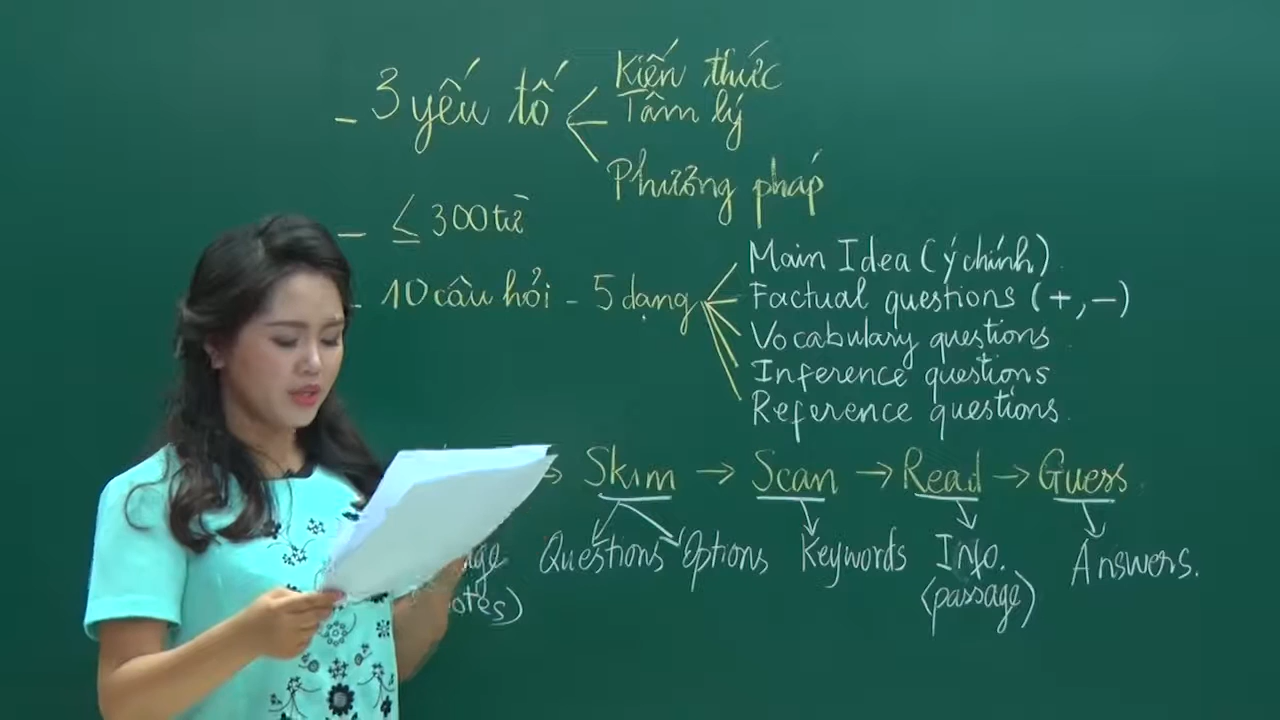 - 3 yếu tố
Kiến thức
Tâm lý
Phương pháp
- ≤ 300 từ
- 10 câu hỏi - 5 dạng
Main Idea (ý chính)
Factual questions (+, -)
Vocabulary questions
Inference questions
Reference questions
→ Skim → Scan → Read → Guess
Questions Options Keywords Info. Answers.
(passage)